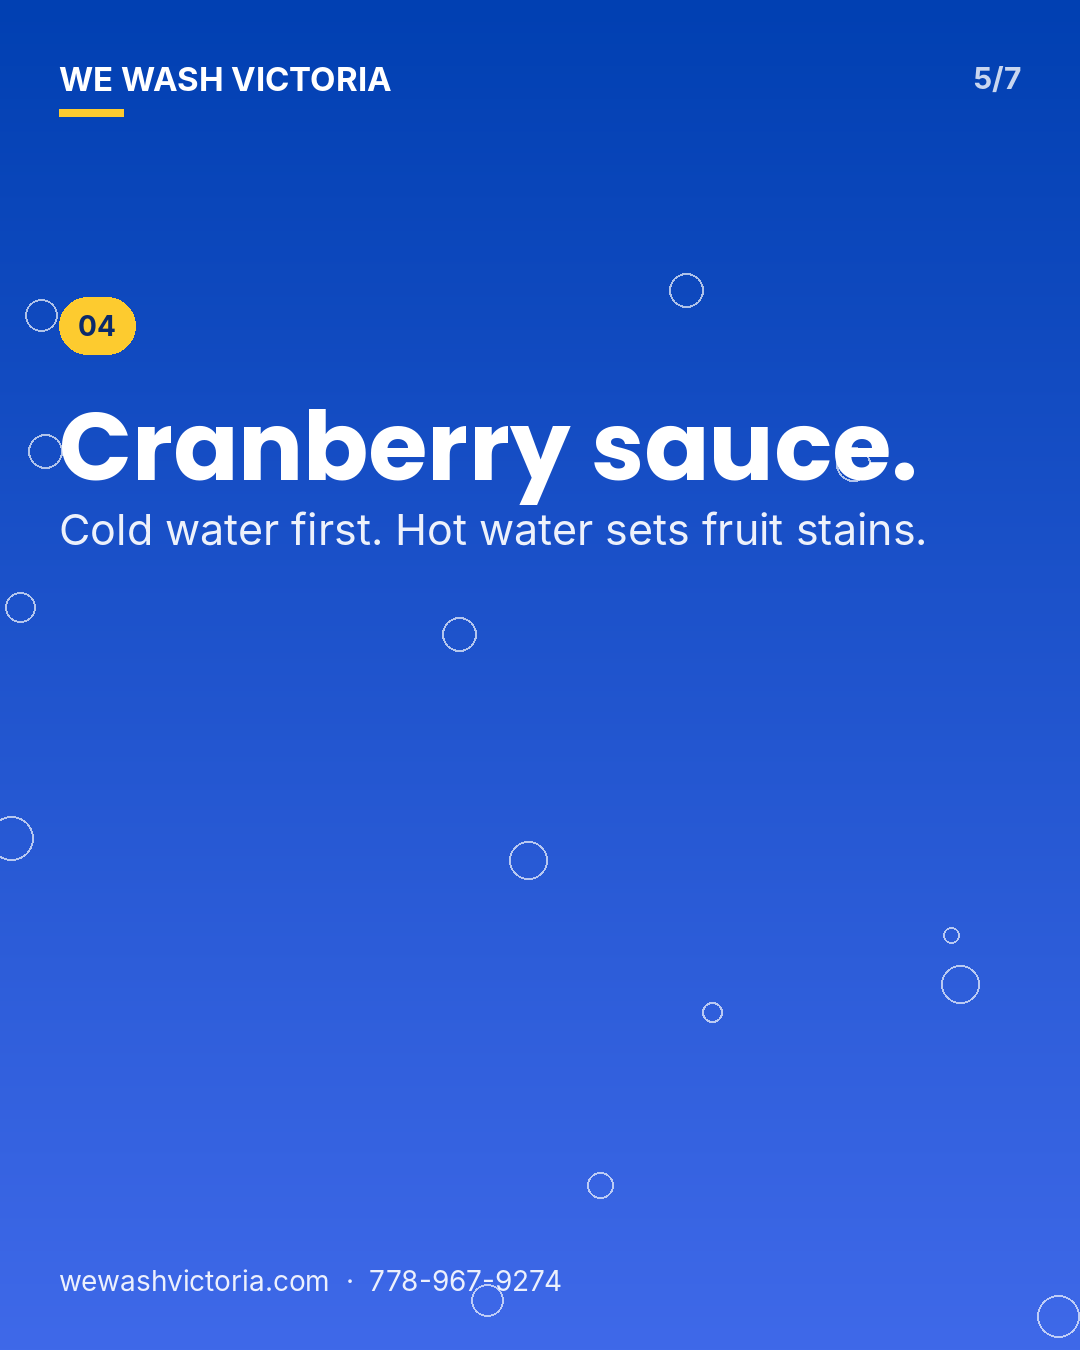 WE WASH VICTORIA
5/7
04
Cranberry sauce.
Cold water first. Hot water sets fruit stains.
wewashvictoria.com · 778-967-9274